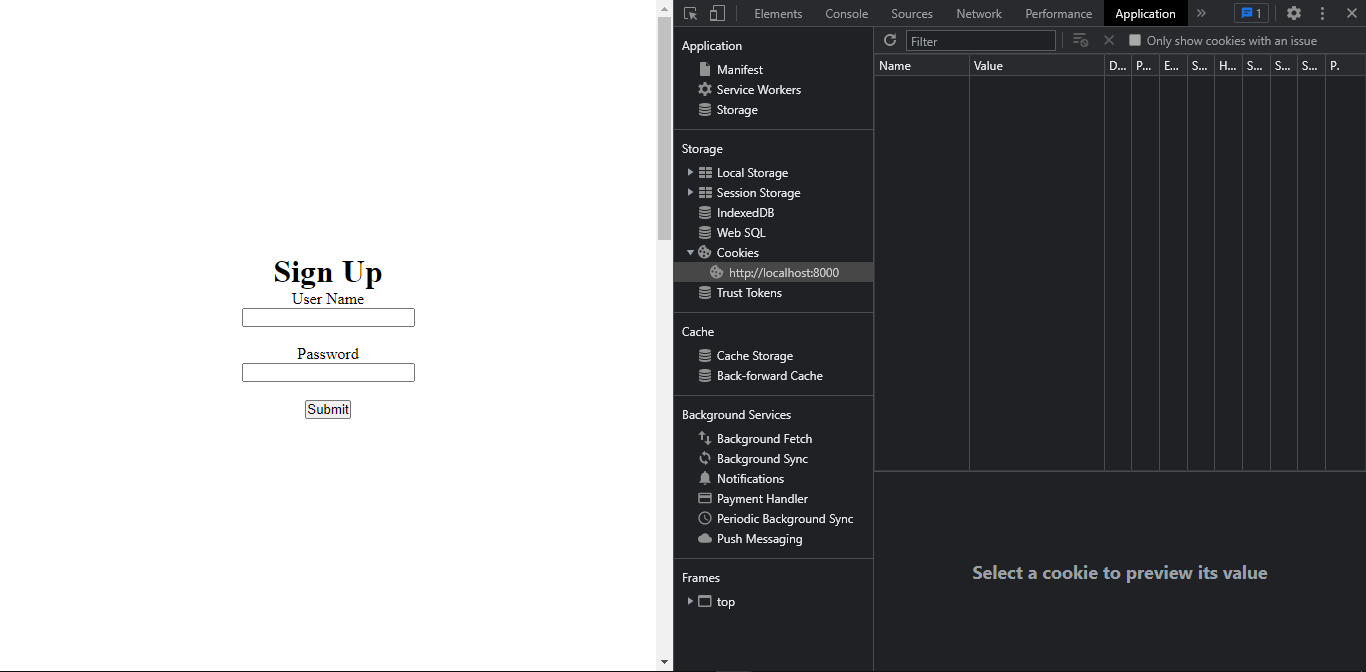 Sign Up
User Name
Password
Submit
Elements Console Sources Network Performance Application » 1
Application
Manifest
Service Workers
Storage
Storage
Local Storage
Session Storage
IndexedDB
Web SQL
Cookies
http://localhost:8000
Trust Tokens
Cache
Cache Storage
Back-forward Cache
Background Services
Background Fetch
Background Sync
Notifications
Payment Handler
Periodic Background Sync
Push Messaging
Frames
top
Filter Only show cookies with an issue
Name Value D... P... E... S... H... S... S... S... P.
Select a cookie to preview its value